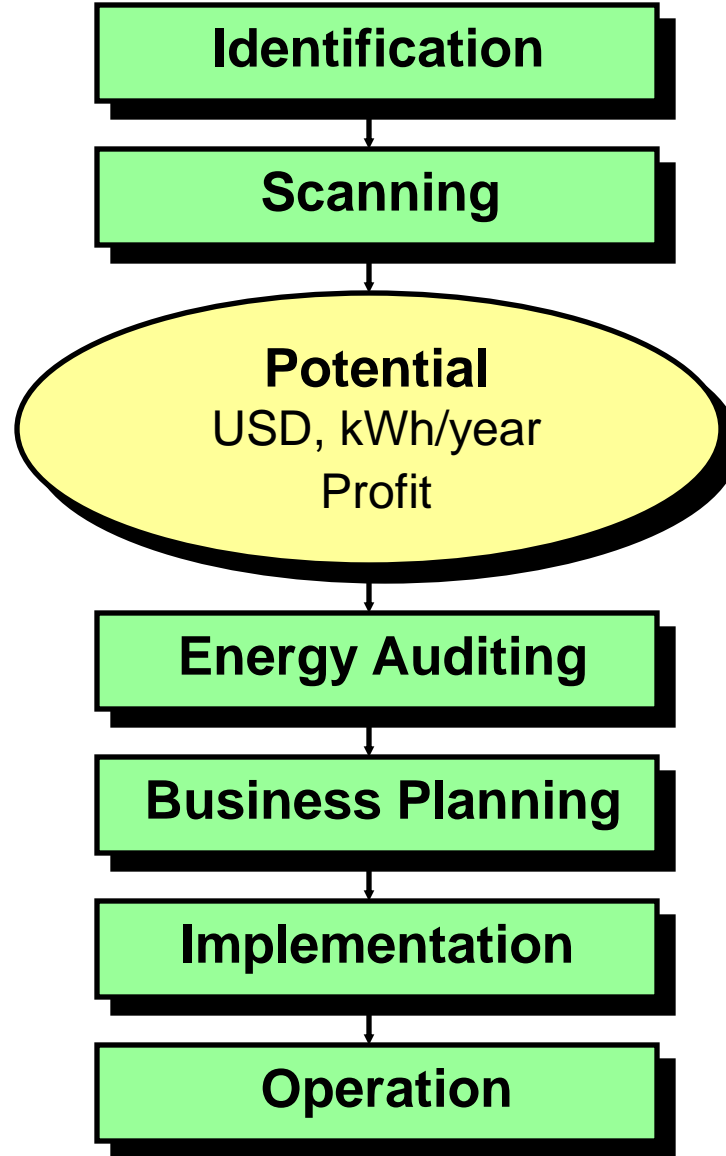 Identification
Scanning
Potential
USD, kWh/year
Profit
Energy Auditing
Business Planning
Implementation
Operation